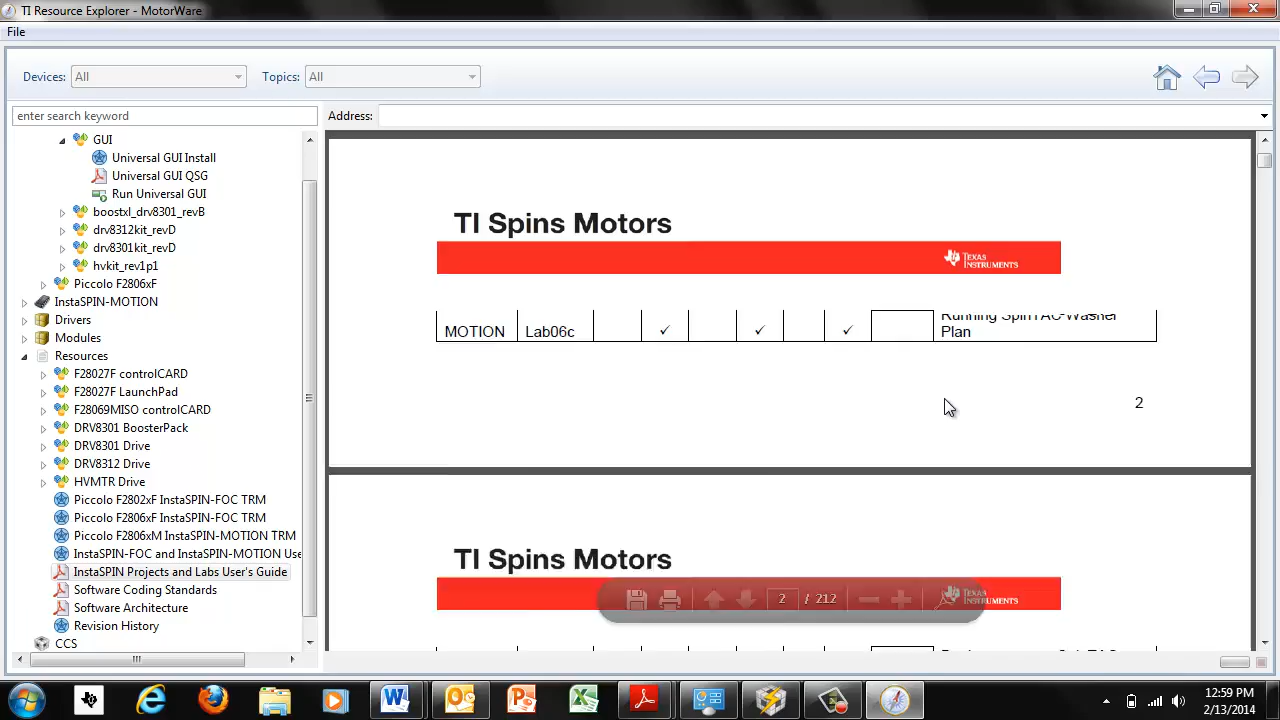 TI Resource Explorer - MotorWare
File
Devices: All Topics: All
enter search keyword
Address:
GUI
Universal GUI Install
Universal GUI QSG
Run Universal GUI
boostxl_drv8301_revB
drv8312kit_revD
drv8301kit_revD
hvkit_rev1p1
Piccolo F2806xF
InstaSPIN-MOTION
Drivers
Modules
Resources
F28027F controlCARD
F28027F LaunchPad
F28069MISO controlCARD
DRV8301 BoosterPack
DRV8301 Drive
DRV8312 Drive
HVMTR Drive
Piccolo F2802xF InstaSPIN-FOC TRM
Piccolo F2806xF InstaSPIN-FOC TRM
Piccolo F2806xM InstaSPIN-MOTION TRM
InstaSPIN-FOC and InstaSPIN-MOTION Use
InstaSPIN Projects and Labs User's Guide
Software Coding Standards
Software Architecture
Revision History
CCS
TI Spins Motors
TEXAS
INSTRUMENTS
Running SpinTAC-Washer
MOTION Lab06c ✓ ✓ ✓ Plan
2
TI Spins Motors
INSTRUMENTS
2 / 212
12:59 PM
2/13/2014